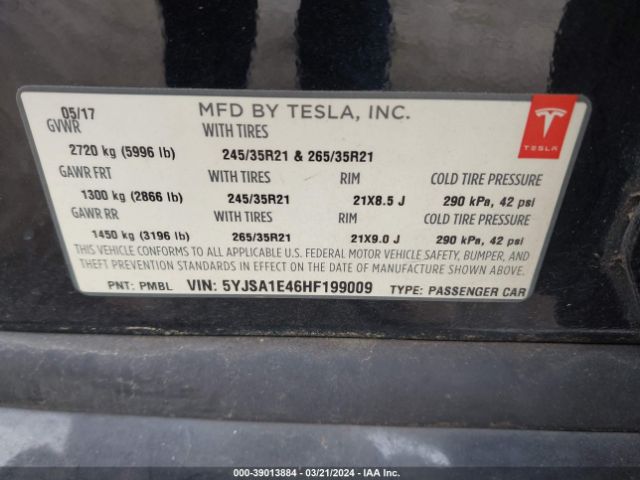 05/17 MFD BY TESLA, INC.
GVWR WITH TIRES
2720 kg (5996 lb) 245/35R21 & 265/35R21
TESLA
GAWR FRT WITH TIRES RIM COLD TIRE PRESSURE
1300 kg (2866 lb) 245/35R21 21X8.5 J 290 kPa, 42 psi
GAWR RR WITH TIRES COLD TIRE PRESSURE
1450 kg (3196 lb) 265/35R21 21X9.0 J 290 kPa, 42 psi
THIS VEHICLE CONFORMS TO ALL APPLICABLE U.S. FEDERAL MOTOR VEHICLE SAFETY, BUMPER, AND
THEFT PREVENTION STANDARDS IN EFFECT ON THE DATE OF MANUFACTURE SHOWN ABOVE.
PNT: PMBL VIN: 5YJSA1E46HF199009 TYPE: PASSENGER CAR
STOCK: 39013884 / 03/21/2024 - IAA Inc.